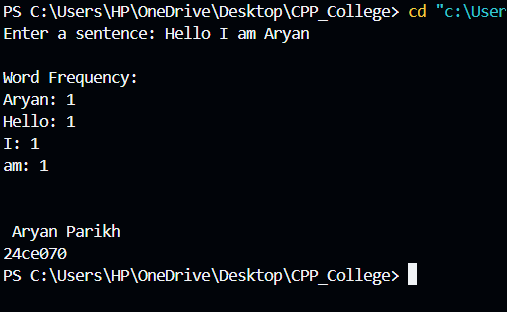 PS C:\Users\HP\OneDrive\Desktop\CPP_College> cd "c:\User
Enter a sentence: Hello I am Aryan
Word Frequency:
Aryan: 1
Hello: 1
I: 1
am: 1
Aryan Parikh
24ce070
PS C:\Users\HP\OneDrive\Desktop\CPP_College>